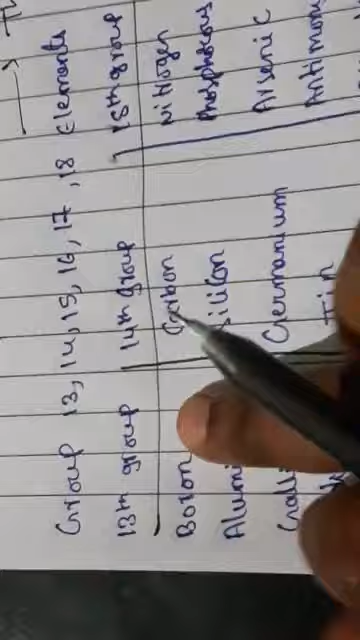 Group 13, 14, 15, 16, 17, 18 Elements
13th group 14th group 15th group
Boron Carbon Nitrogen
Silicon Phosphorous
Germanium Arsenic
Tin